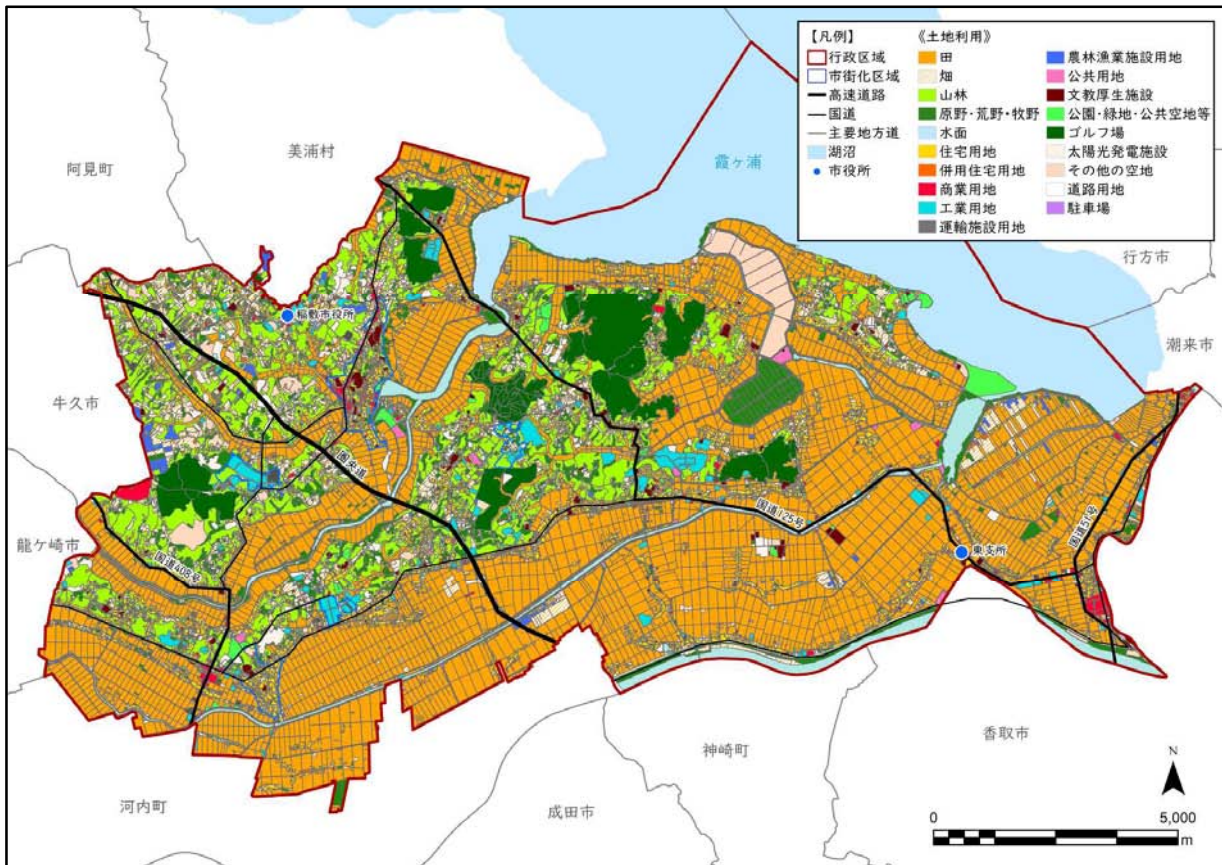 【凡例】
行政区域
市街化区域
高速道路
国道
主要地方道
湖沼
市役所
《土地利用》
田
畑
山林
原野・荒野・牧野
水面
住宅用地
併用住宅用地
商業用地
工業用地
運輸施設用地
農林漁業施設用地
公共用地
文教厚生施設
公園・緑地・公共空地等
ゴルフ場
太陽光発電施設
その他の空地
道路用地
駐車場
阿見町
美浦村
霞ヶ浦
行方市
潮来市
稲敷市役所
牛久市
圏央道
国道125号
国道51号
龍ケ崎市
国道408号
東支所
香取市
神崎町
成田市
河内町
N
0 5,000
m